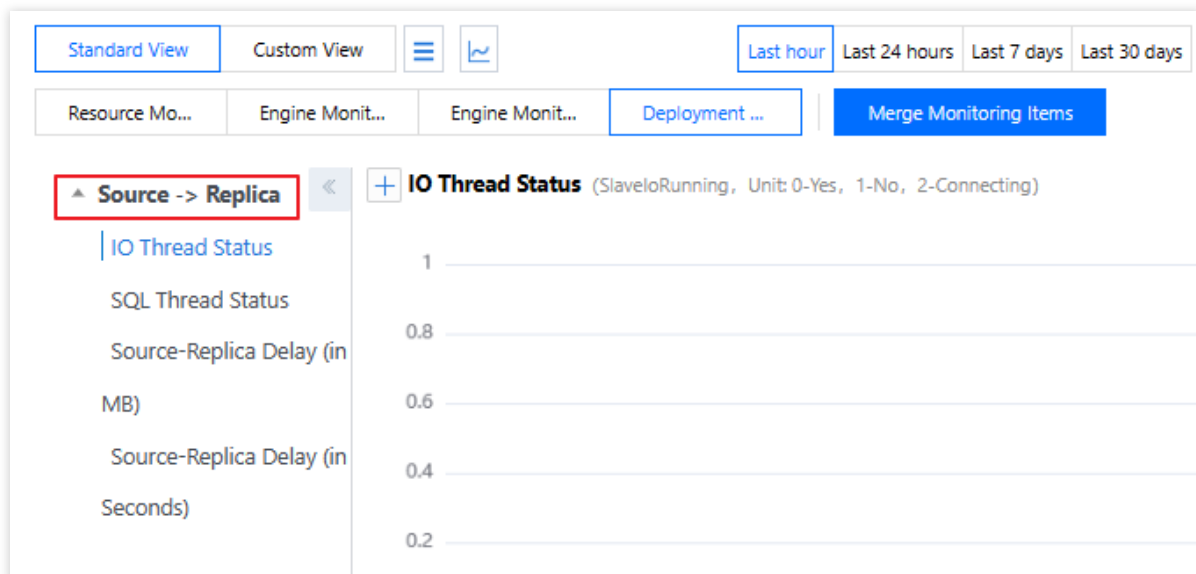 Standard View Custom View Last hour Last 24 hours Last 7 days Last 30 days
Resource Mo... Engine Monit... Engine Monit... Deployment ... Merge Monitoring Items
Source -> Replica
IO Thread Status (SlaveIoRunning, Unit: 0-Yes, 1-No, 2-Connecting)
IO Thread Status
SQL Thread Status
Source-Replica Delay (in
MB)
Source-Replica Delay (in
Seconds)
1
0.8
0.6
0.4
0.2